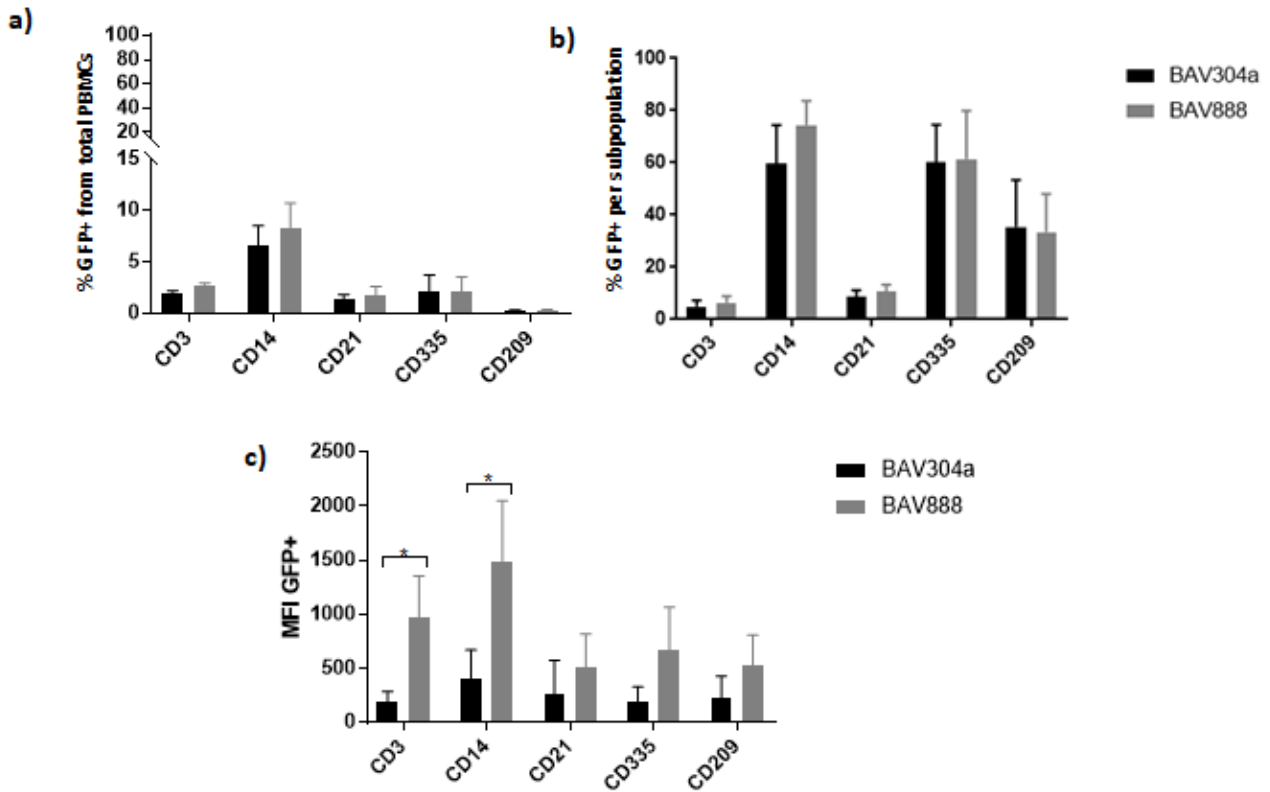 a)
% GFP+ from total PBMCs
100
80
60
40
20
15
10
5
0
CD3
CD14
CD21
CD335
CD209
b)
% GFP+ per subpopulation
100
80
60
40
20
0
CD3
CD14
CD21
CD335
CD209
BAV304a
BAV888
c)
MFI GFP+
2500
2000
1500
1000
500
0
*
*
CD3
CD14
CD21
CD335
CD209
BAV304a
BAV888